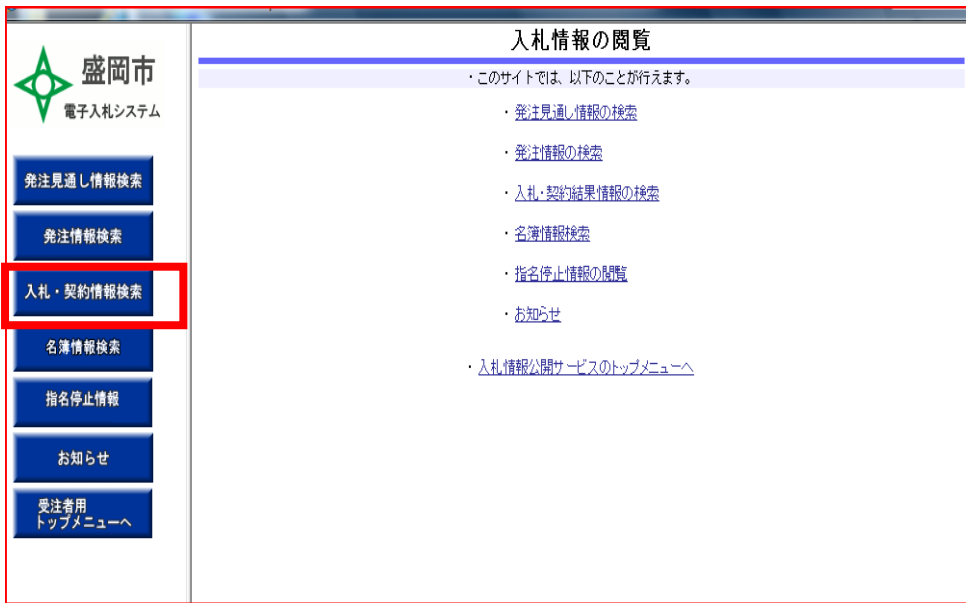 盛岡市
電子入札システム
発注見通し情報検索
発注情報検索
入札・契約情報検索
名簿情報検索
指名停止情報
お知らせ
受注者用
トップメニューへ
入札情報の閲覧
・このサイトでは、以下のことが行えます。
・発注見通し情報の検索
・発注情報の検索
・入札・契約結果情報の検索
・名簿情報検索
・指名停止情報の閲覧
・お知らせ
・入札情報公開サービスのトップメニューへ